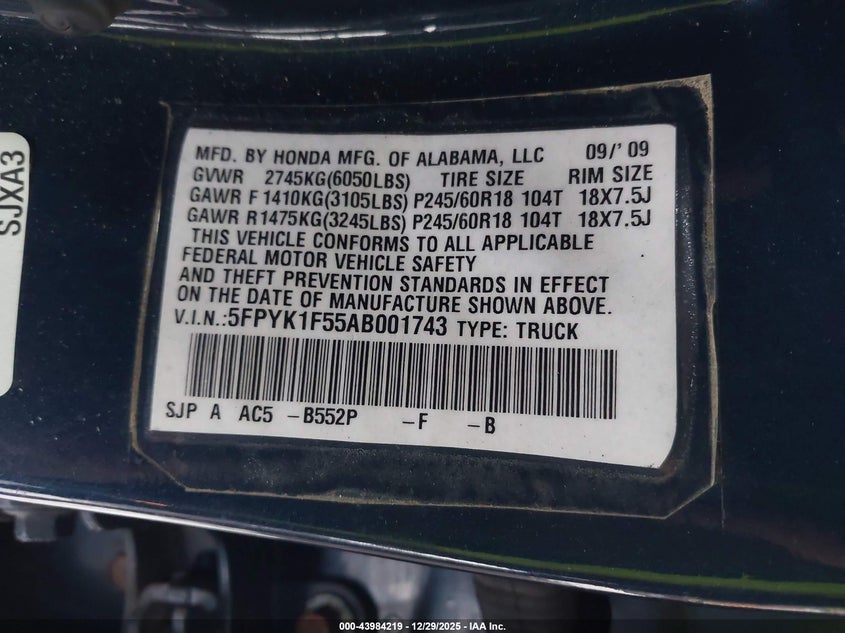 SJXA3
MFD. BY HONDA MFG. OF ALABAMA, LLC 09/'09
GVWR 2745KG(6050LBS) TIRE SIZE RIM SIZE
GAWR F 1410KG(3105LBS) P245/60R18 104T 18X7.5J
GAWR R1475KG(3245LBS) P245/60R18 104T 18X7.5J
THIS VEHICLE CONFORMS TO ALL APPLICABLE
FEDERAL MOTOR VEHICLE SAFETY
AND THEFT PREVENTION STANDARDS IN EFFECT
ON THE DATE OF MANUFACTURE SHOWN ABOVE.
V.I.N.:5FPYK1F55AB001743 TYPE: TRUCK
SJP A AC5 -B552P -F -B
000-43984219 - 12/29/2025 - IAA Inc.